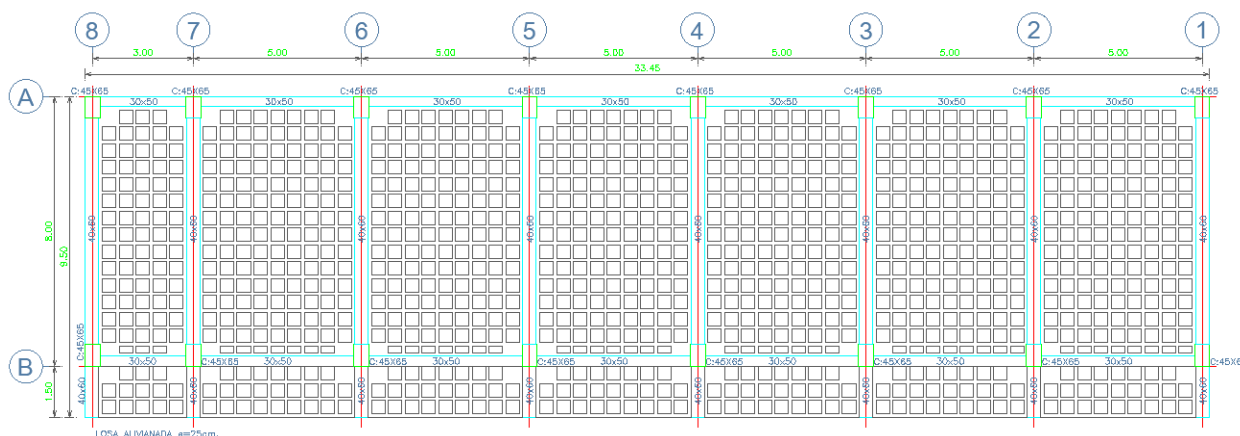 8 7 6 5 4 3 2 1
3.00 5.00 5.00 5.00 5.00 5.00 5.00
33.45
C:45X65 C:45X65 C:45X65 C:45X65 C:45X65 C:45X65 C:45X65 C:45X65
A
30x50 30x50 30x50 30x50 30x50 30x50 30x50
8.00
9.50
40x60 40x60 40x60 40x60 40x60 40x60 40x60 40x60
C:45X65
B
30x50 C:45X65 30x50 C:45X65 30x50 C:45X65 30x50 C:45X65 30x50 C:45X65 30x50 C:45X65 30x50 C:45X6
1.50
40x60 40x60 40x60 40x60 40x60 40x60 40x60 40x60
LOSA ALIVIANADA e=25cm.